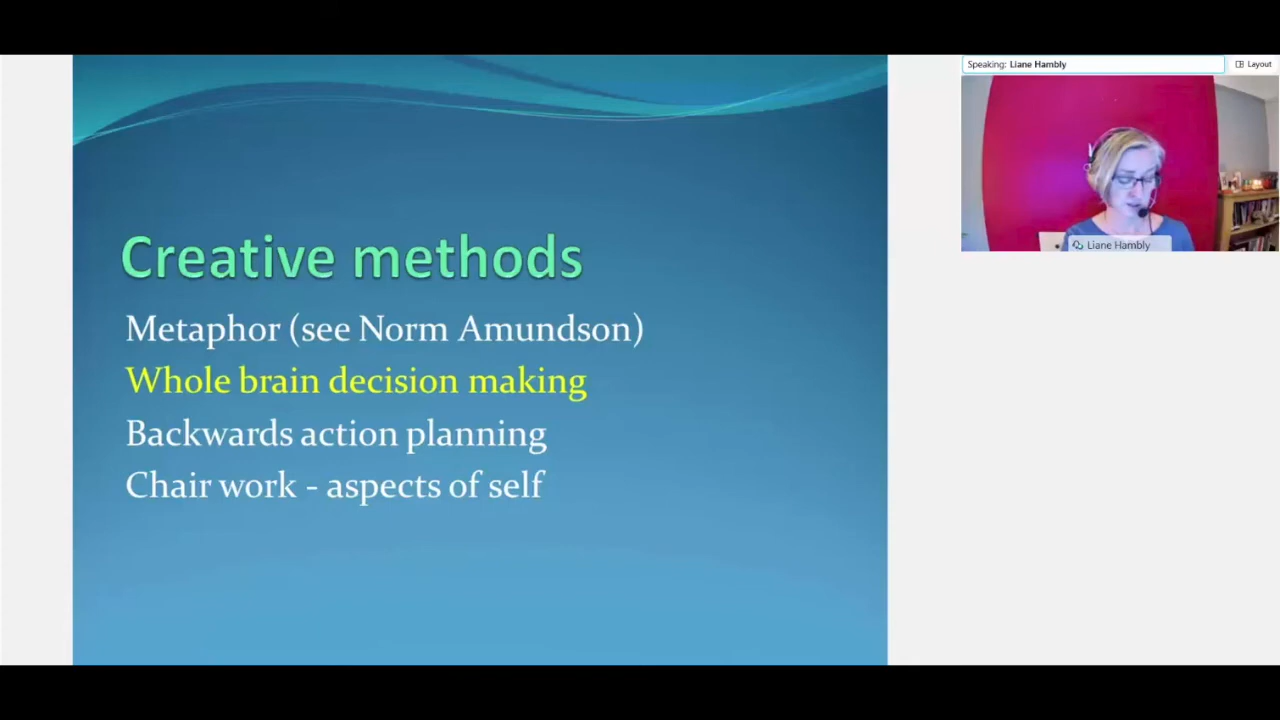 Speaking: Liane Hambly
Layout
Liane Hambly
Creative methods
Metaphor (see Norm Amundson)
Whole brain decision making
Backwards action planning
Chair work - aspects of self